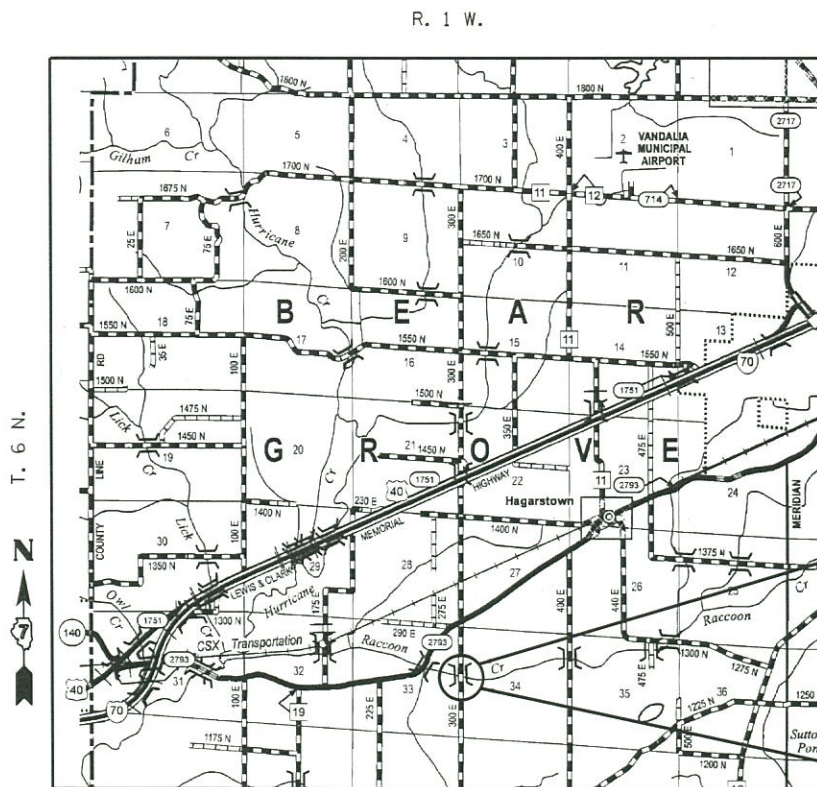 R. 1 W.
1800 N
1800 N
2717
6
5
4
3
400 E
2
VANDALIA
MUNICIPAL
AIRPORT
1
Gilham Cr
1700 N
1700 N
11
12
714
2717
1675 N
7
25 E
75 E
Hurricane
8
200 E
9
300 E
1650 N
10
11
1650 N
12
600 E
1600 N
1600 N
75 E
Cr
B E A R
500 E
13
1550 N
18
35 E
17
1550 N
16
15
11
14
1550 N
70
RD
1500 N
100 E
300 E
1500 N
1751
1475 N
Lick
1450 N
19
Cr
G R O V E
20
Cr
21
1450 N
350 E
475 E
1751
40
HIGHWAY
22
23
11
2793
24
T. 6 N.
LINE
1400 N
230 E
MEMORIAL
Hagarstown
1400 N
MERIDIAN
COUNTY
30
Lick
100 E
1350 N
29
28
27
1375 N
25
N
7
LEWIS & CLARK
Hurricane
175 E
26
Owl
Cr
1751
1300 N
Cr
275 E
400 E
440 E
Raccoon
Cr
140
CSX Transportation
290 E
Raccoon
2793
Cr
1300 N
1275 N
2793
31
32
33
34
35
475 E
36
40
70
100 E
19
225 E
300 E
1225 N
1250
500 E
1175 N
1200 N